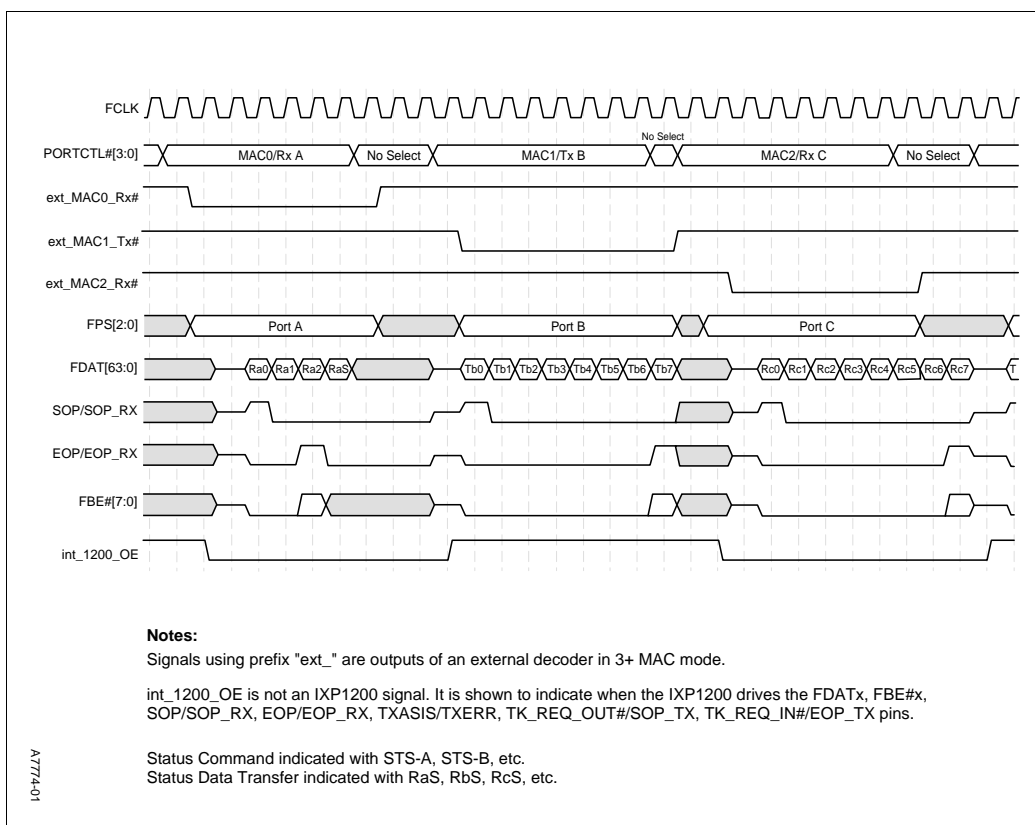 FCLK
No Select
PORTCTL#[3:0] MAC0/Rx A No Select MAC1/Tx B MAC2/Rx C No Select
ext_MAC0_Rx#
ext_MAC1_Tx#
ext_MAC2_Rx#
FPS[2:0] Port A Port B Port C
FDAT[63:0] Ra0 Ra1 Ra2 RaS Tb0 Tb1 Tb2 Tb3 Tb4 Tb5 Tb6 Tb7 Rc0 Rc1 Rc2 Rc3 Rc4 Rc5 Rc6 Rc7 T
SOP/SOP_RX
EOP/EOP_RX
FBE#[7:0]
int_1200_OE
Notes:
Signals using prefix "ext_" are outputs of an external decoder in 3+ MAC mode.
int_1200_OE is not an IXP1200 signal. It is shown to indicate when the IXP1200 drives the FDATx, FBE#x,
SOP/SOP_RX, EOP/EOP_RX, TXASIS/TXERR, TK_REQ_OUT#/SOP_TX, TK_REQ_IN#/EOP_TX pins.
Status Command indicated with STS-A, STS-B, etc.
Status Data Transfer indicated with RaS, RbS, RcS, etc.
A7774-01